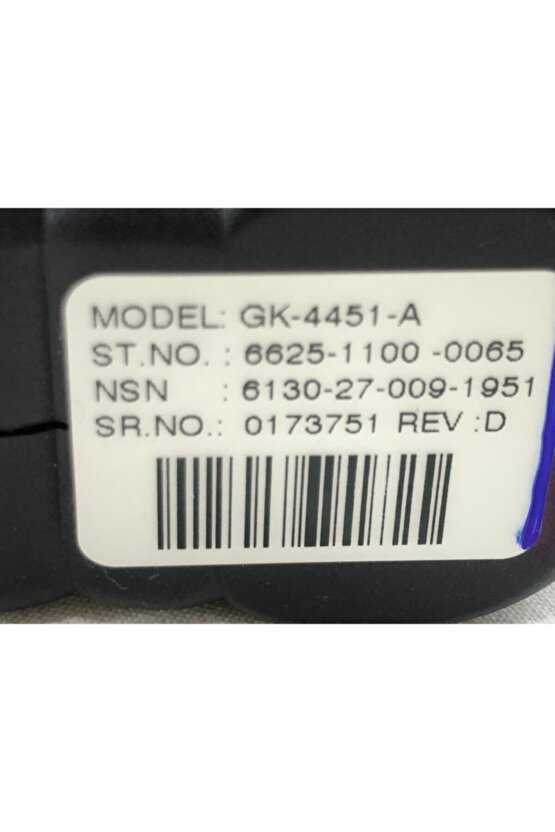 MODEL: GK-4451-A
ST.NO. : 6625-1100 -0065
NSN : 6130-27-009-1951
SR.NO.: 0173751 REV :D